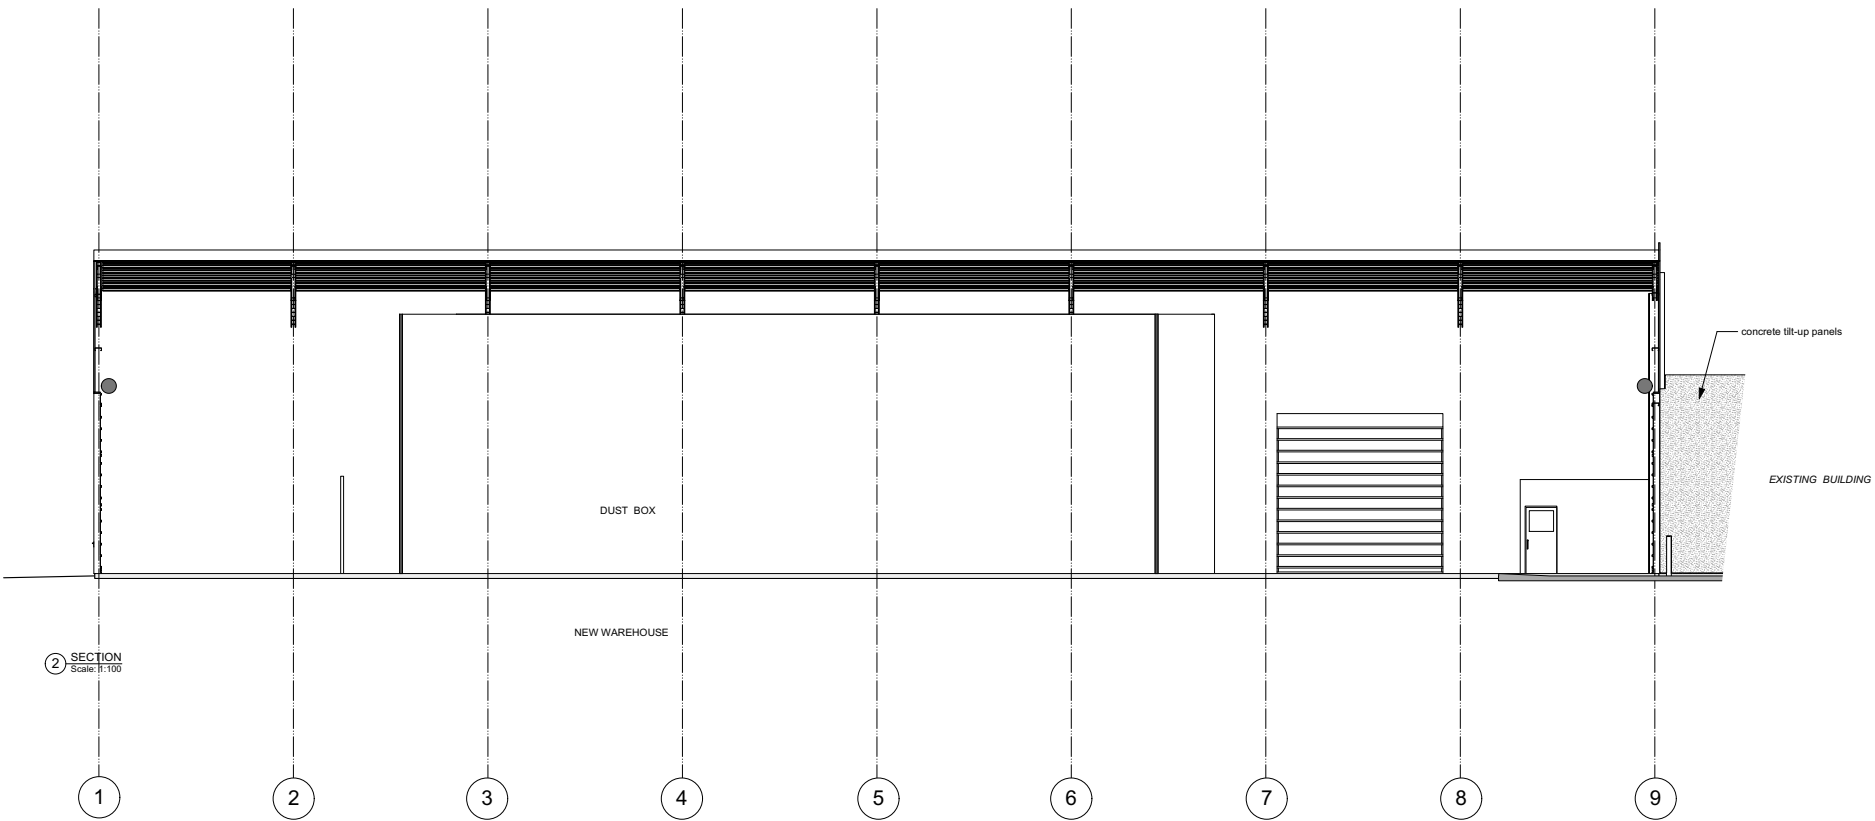 concrete tilt-up panels
EXISTING BUILDING
DUST BOX
NEW WAREHOUSE
2 SECTION
Scale: 1:100
1 2 3 4 5 6 7 8 9